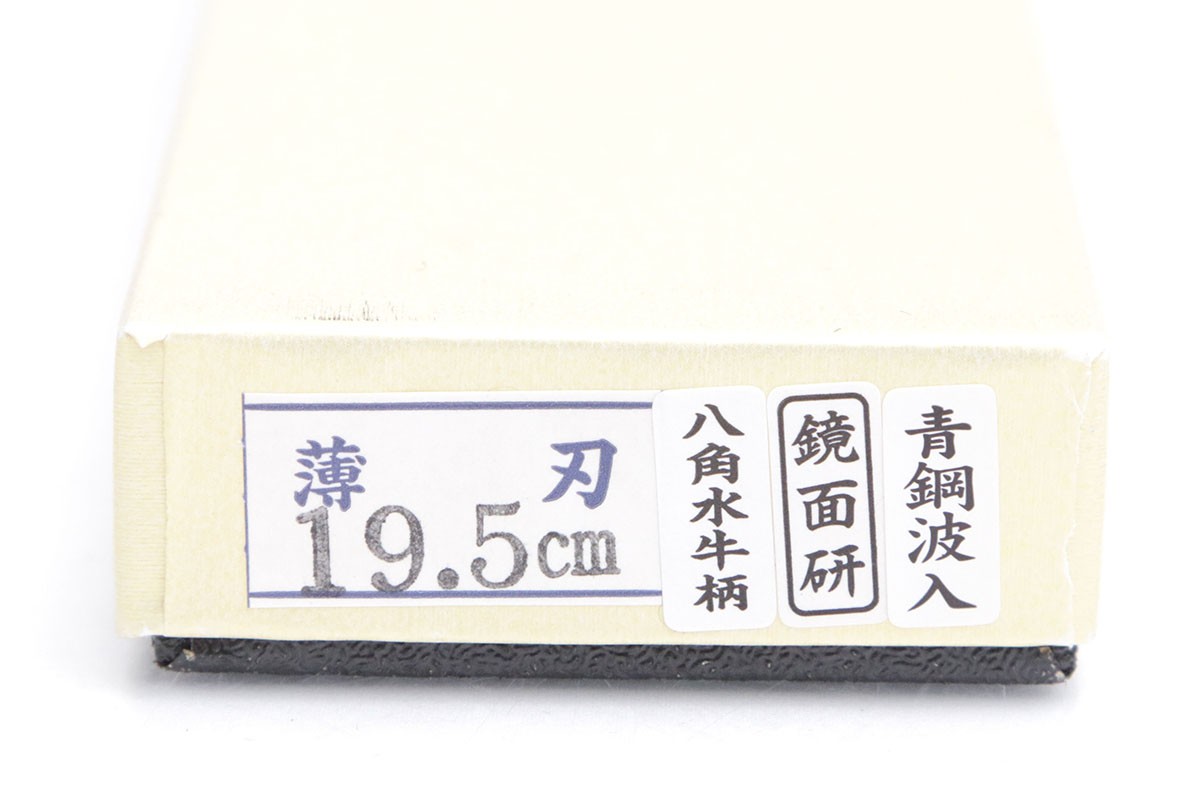 薄刃
19.5cm
八角水牛柄
鏡面研
青鋼波入